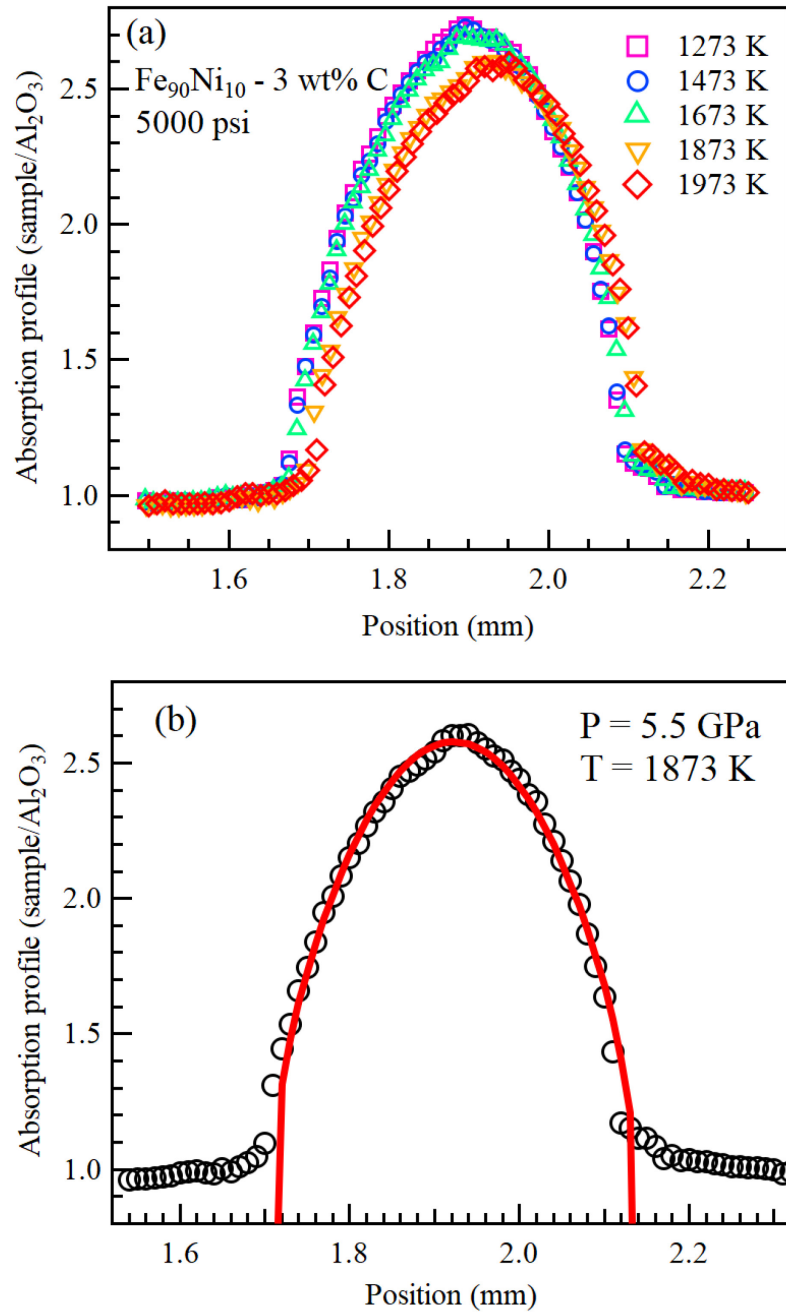 (a)
Fe₉₀Ni₁₀ - 3 wt% C
5000 psi
1273 K
1473 K
1673 K
1873 K
1973 K
2.5
2.0
1.5
1.0
Absorption profile (sample/Al₂O₃)
1.6
1.8
2.0
2.2
Position (mm)
(b)
P = 5.5 GPa
T = 1873 K
2.5
2.0
1.5
1.0
Absorption profile (sample/Al₂O₃)
1.6
1.8
2.0
2.2
Position (mm)